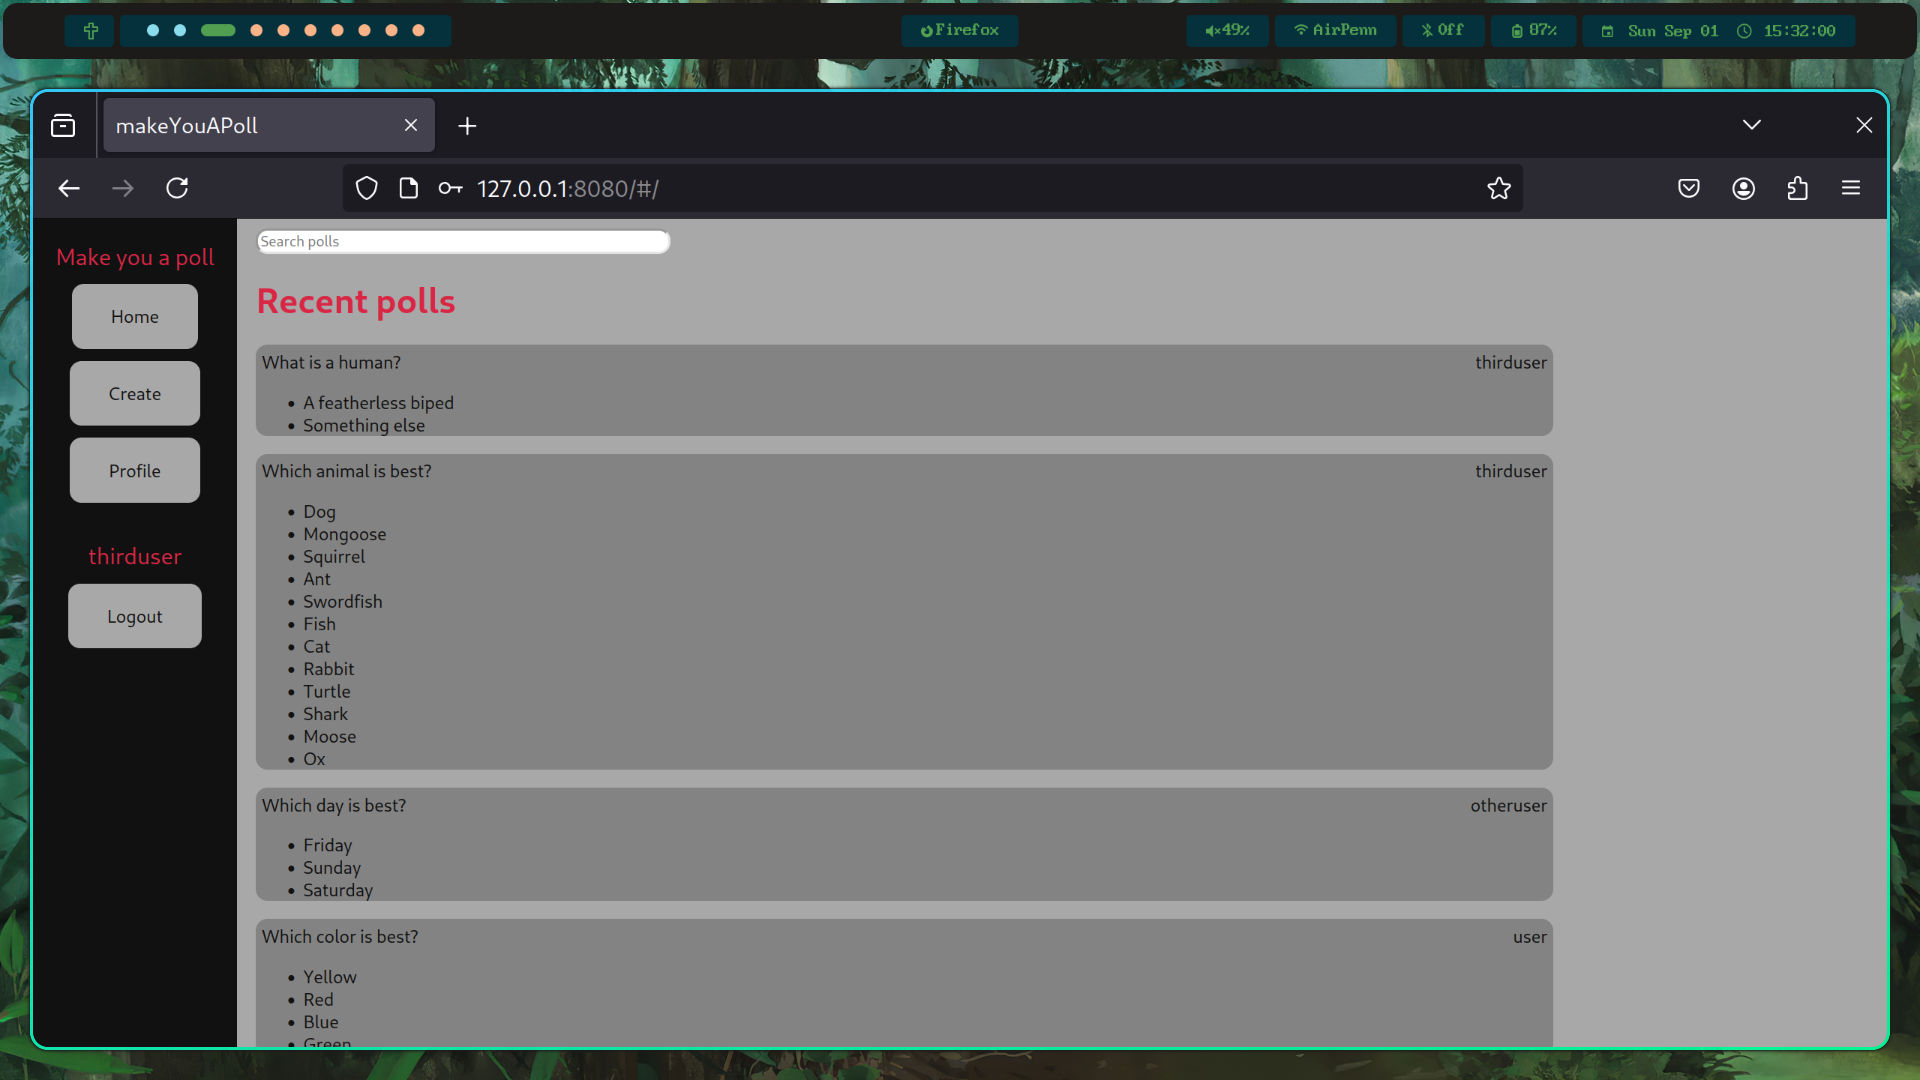 Firefox
49%
AirPenn
Off
87%
Sun Sep 01
15:32:00
makeYouAPoll
127.0.0.1:8080/#/
Make you a poll
Home
Create
Profile
thirduser
Logout
Search polls
Recent polls
What is a human? thirduser
• A featherless biped
• Something else
Which animal is best? thirduser
• Dog
• Mongoose
• Squirrel
• Ant
• Swordfish
• Fish
• Cat
• Rabbit
• Turtle
• Shark
• Moose
• Ox
Which day is best? otheruser
• Friday
• Sunday
• Saturday
Which color is best? user
• Yellow
• Red
• Blue
• Green